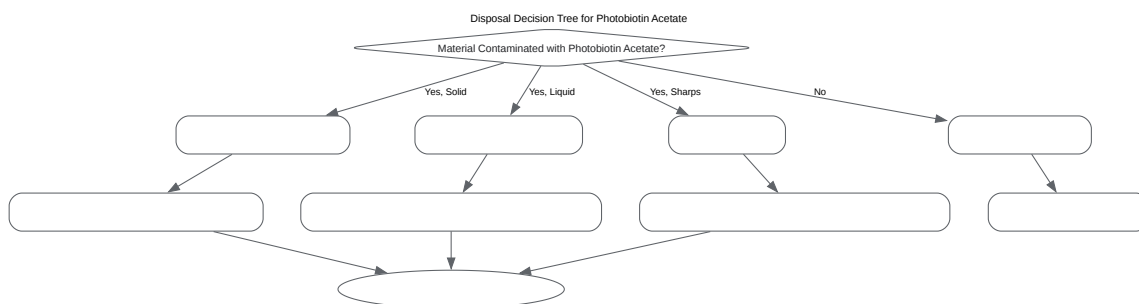 Disposal Decision Tree for Photobiotin Acetate
Material Contaminated with Photobiotin Acetate?
Yes, Solid
Yes, Liquid
Yes, Sharps
No